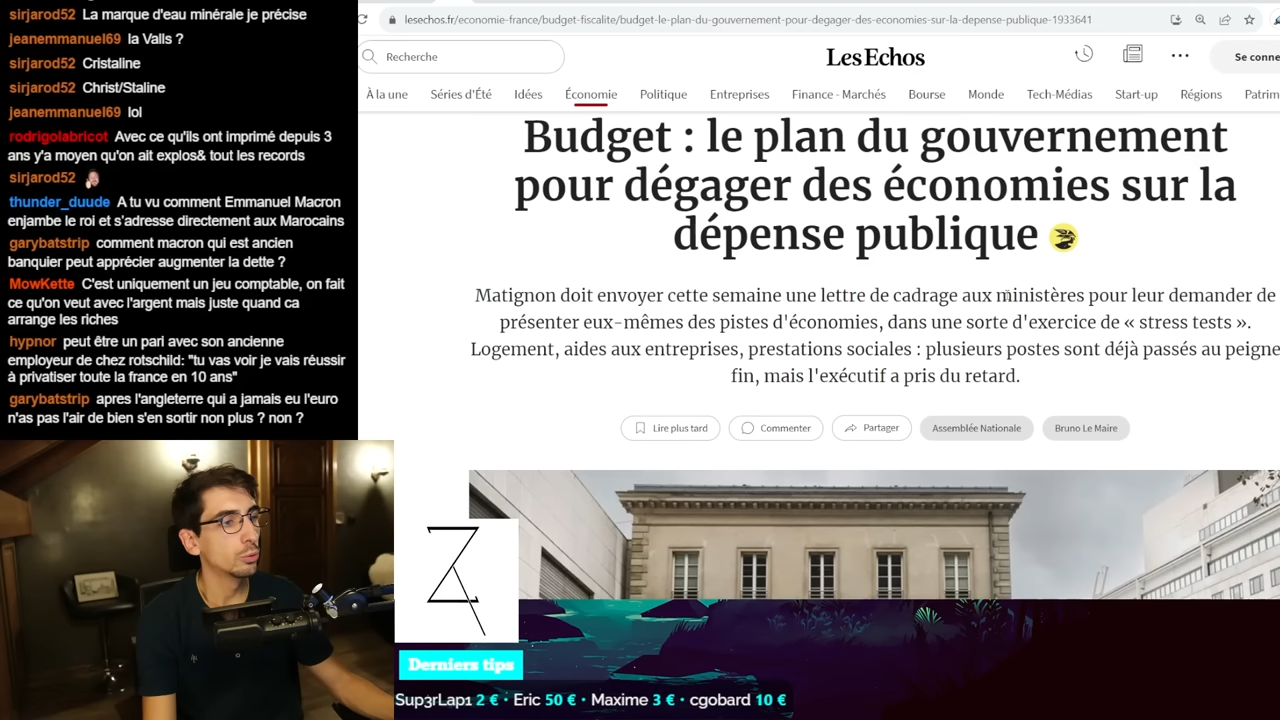 sirjarod52 La marque d'eau minérale je précise
jeanemmanuel69 la Valls ?
sirjarod52 Cristaline
sirjarod52 Christ/Staline
jeanemmanuel69 lol
rodrigolabricot Avec ce qu'ils ont imprimé depuis 3
ans y'a moyen qu'on ait explos& tout les records
sirjarod52
thunder_duude A tu vu comment Emmanuel Macron
enjambe le roi et s'adresse directement aux Marocains
garybatstrip comment macron qui est ancien
banquier peut apprécier augmenter la dette ?
MowKette C'est uniquement un jeu comptable, on fait
ce qu'on veut avec l'argent mais juste quand ca
arrange les riches
hypnor peut être un pari avec son ancienne
employeur de chez rotschild: "tu vas voir je vais réussir
à privatiser toute la france en 10 ans"
garybatstrip apres l'angleterre qui a jamais eu l'euro
n'as pas l'air de bien s'en sortir non plus ? non ?
lesechos.fr/economie-france/budget-fiscalite/budget-le-plan-du-gouvernement-pour-degager-des-economies-sur-la-depense-publique-1933641
Recherche
Les Echos
Se conne
À la une Séries d'Été Idées Économie Politique Entreprises Finance - Marchés Bourse Monde Tech-Médias Start-up Régions Patrim
Budget : le plan du gouvernement
pour dégager des économies sur la
dépense publique
Matignon doit envoyer cette semaine une lettre de cadrage aux ministères pour leur demander de
présenter eux-mêmes des pistes d'économies, dans une sorte d'exercice de « stress tests ».
Logement, aides aux entreprises, prestations sociales : plusieurs postes sont déjà passés au peigne
fin, mais l'exécutif a pris du retard.
Lire plus tard Commenter Partager Assemblée Nationale Bruno Le Maire
Derniers tips
Sup3rLap1 2 € • Eric 50 € • Maxime 3 € • cgobard 10 €